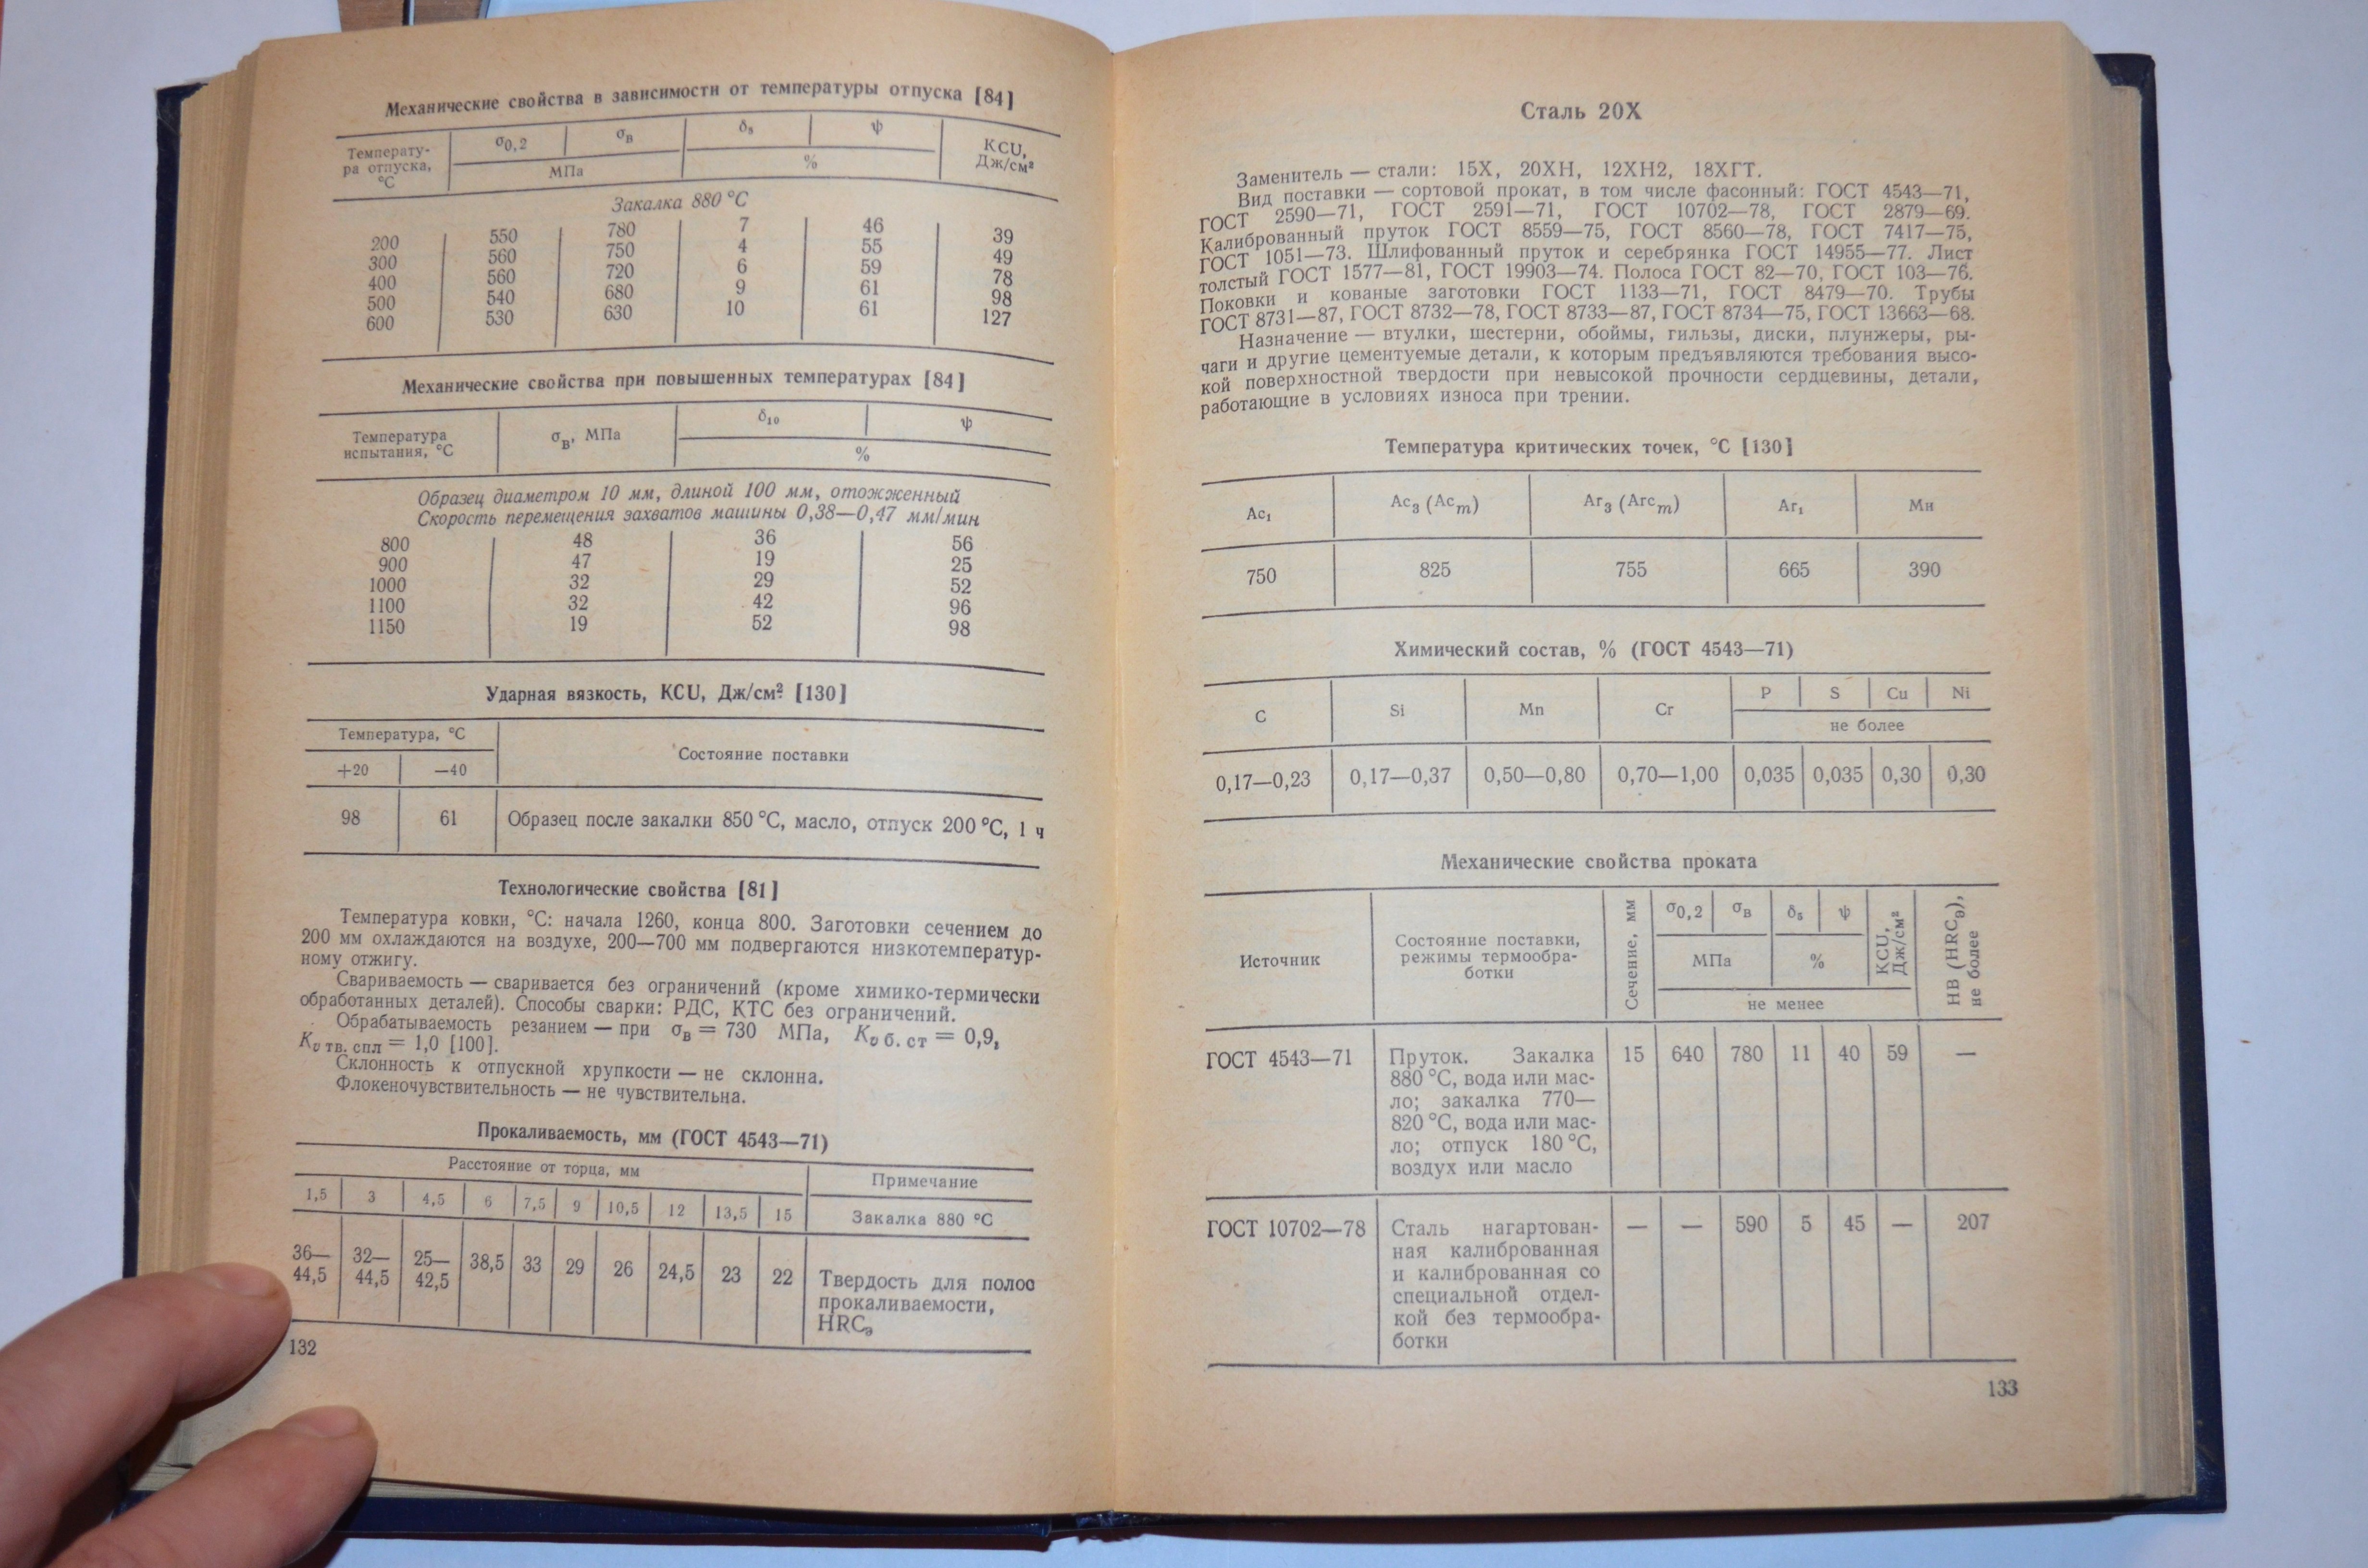 Механические свойства в зависимости от температуры отпуска [84]
Температу-
ра отпуска,
°С
σ0,2 σв δ5 ψ KCU,
Дж/см²
МПа %
Закалка 880 °С
200 550 780 7 46 39
300 560 750 4 55 49
400 560 720 6 59 78
500 540 680 9 61 98
600 530 630 10 61 127
Механические свойства при повышенных температурах [84]
Температура
испытания, °С
σв, МПа δ10 ψ
%
Образец диаметром 10 мм, длиной 100 мм, отожженный
Скорость перемещения захватов машины 0,38—0,47 мм/мин
800 48 36 56
900 47 19 25
1000 32 29 52
1100 32 42 96
1150 19 52 98
Ударная вязкость, KCU, Дж/см² [130]
Температура, °С Состояние поставки
+20 —40
98 61 Образец после закалки 850 °С, масло, отпуск 200 °С, 1 ч
Технологические свойства [81]
Температура ковки, °С: начала 1260, конца 800. Заготовки сечением до
200 мм охлаждаются на воздухе, 200—700 мм подвергаются низкотемператур-
ному отжигу.
Свариваемость — сваривается без ограничений (кроме химико-термически
обработанных деталей). Способы сварки: РДС, КТС без ограничений.
Обрабатываемость резанием — при σв = 730 МПа, Kv б. ст = 0,9,
Kv тв. спл = 1,0 [100].
Склонность к отпускной хрупкости — не склонна.
Флокеночувствительность — не чувствительна.
Прокаливаемость, мм (ГОСТ 4543—71)
Расстояние от торца, мм Примечание
1,5 3 4,5 6 7,5 9 10,5 12 13,5 15 Закалка 880 °С
36— 32— 25— 38,5 33 29 26 24,5 23 22 Твердость для полос
44,5 44,5 42,5 прокаливаемости,
HRCэ
132
Сталь 20Х
Заменитель — стали: 15Х, 20ХН, 12ХН2, 18ХГТ.
Вид поставки — сортовой прокат, в том числе фасонный: ГОСТ 4543—71,
ГОСТ 2590—71, ГОСТ 2591—71, ГОСТ 10702—78, ГОСТ 2879—69.
Калиброванный пруток ГОСТ 8559—75, ГОСТ 8560—78, ГОСТ 7417—75,
ГОСТ 1051—73. Шлифованный пруток и серебрянка ГОСТ 14955—77. Лист
толстый ГОСТ 1577—81, ГОСТ 19903—74. Полоса ГОСТ 82—70, ГОСТ 103—76.
Поковки и кованые заготовки ГОСТ 1133—71, ГОСТ 8479—70. Трубы
ГОСТ 8731—87, ГОСТ 8732—78, ГОСТ 8733—87, ГОСТ 8734—75, ГОСТ 13663—68.
Назначение — втулки, шестерни, обоймы, гильзы, диски, плунжеры, ры-
чаги и другие цементуемые детали, к которым предъявляются требования высо-
кой поверхностной твердости при невысокой прочности сердцевины, детали,
работающие в условиях износа при трении.
Температура критических точек, °С [130]
Ac1 Ac3 (Acm) Ar3 (Arcm) Ar1 Мн
750 825 755 665 390
Химический состав, % (ГОСТ 4543—71)
C Si Mn Cr P S Cu Ni
не более
0,17—0,23 0,17—0,37 0,50—0,80 0,70—1,00 0,035 0,035 0,30 0,30
Механические свойства проката
Источник
Состояние поставки,
режимы термообра-
ботки
Сечение, мм
σ0,2 σв δ5 ψ
МПа %
KCU,
Дж/см²
не менее
HB (HRCэ),
не более
ГОСТ 4543—71 Пруток. Закалка 15 640 780 11 40 59 —
880 °С, вода или мас-
ло; закалка 770—
820 °С, вода или мас-
ло; отпуск 180 °С,
воздух или масло
ГОСТ 10702—78 Сталь нагартован- — — 590 5 45 — 207
ная калиброванная
и калиброванная со
специальной отдел-
кой без термообра-
ботки
133